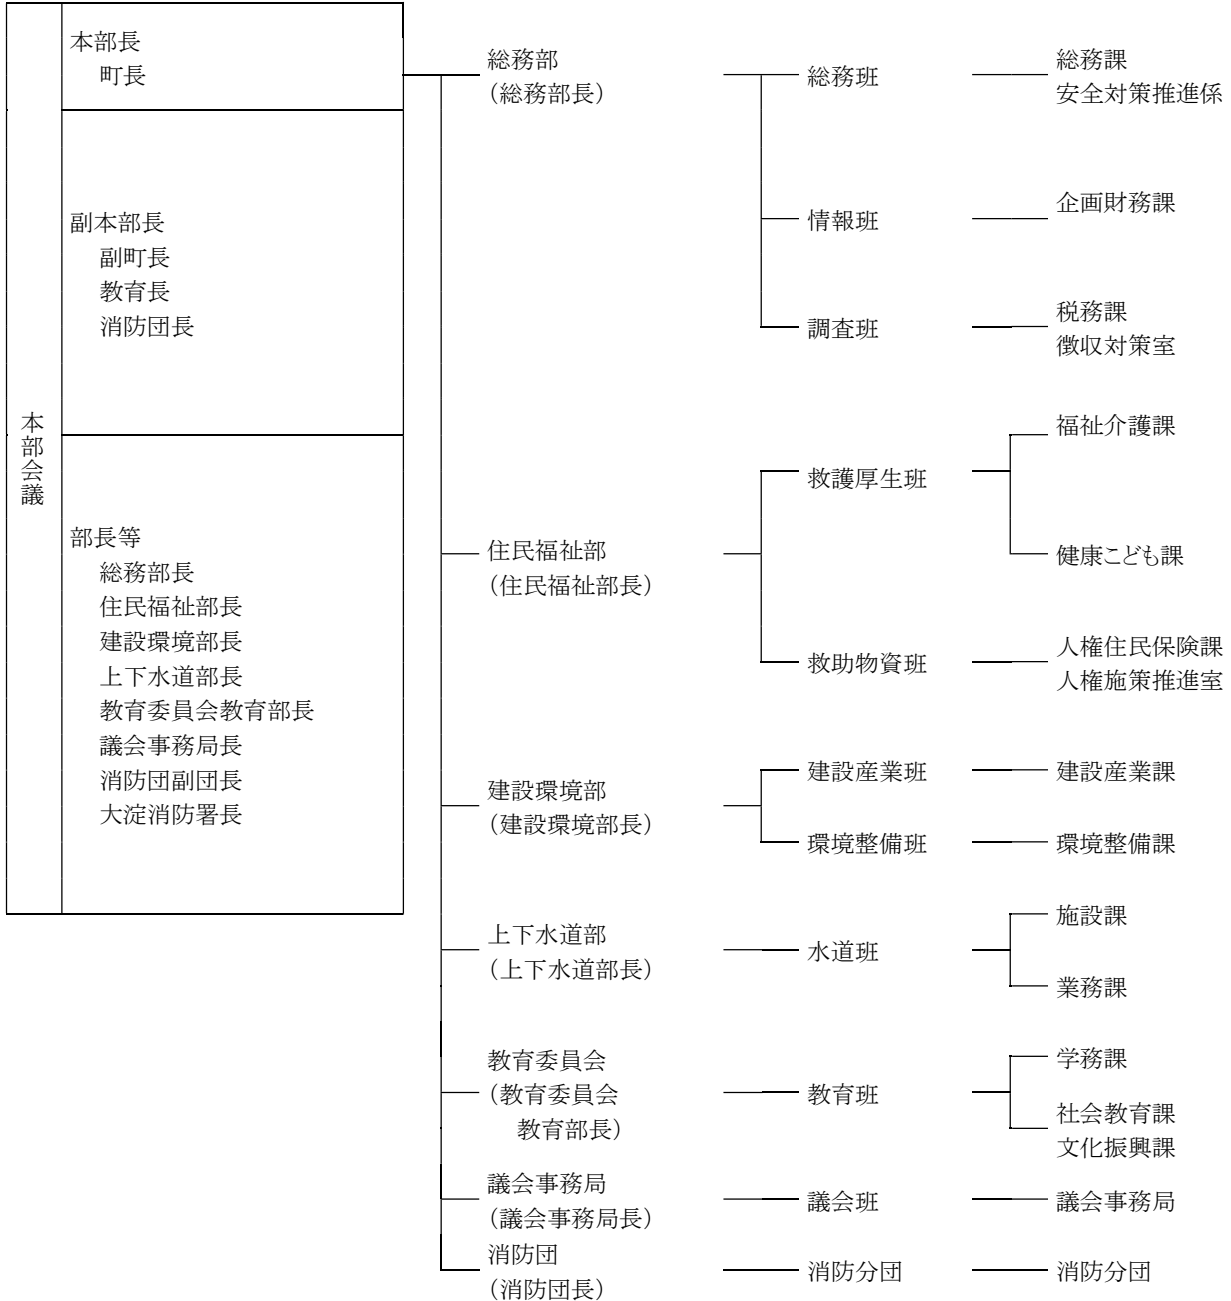 本部会議
本部長
町長
副本部長
副町長
教育長
消防団長
部長等
総務部長
住民福祉部長
建設環境部長
上下水道部長
教育委員会教育部長
議会事務局長
消防団副団長
大淀消防署長
総務部
（総務部長）
総務班
総務課
安全対策推進係
情報班
企画財務課
調査班
税務課
徴収対策室
住民福祉部
（住民福祉部長）
救護厚生班
福祉介護課
健康こども課
救助物資班
人権住民保険課
人権施策推進室
建設環境部
（建設環境部長）
建設産業班
建設産業課
環境整備班
環境整備課
上下水道部
（上下水道部長）
水道班
施設課
業務課
教育委員会
（教育委員会
教育部長）
教育班
学務課
社会教育課
文化振興課
議会事務局
（議会事務局長）
議会班
議会事務局
消防団
（消防団長）
消防分団
消防分団